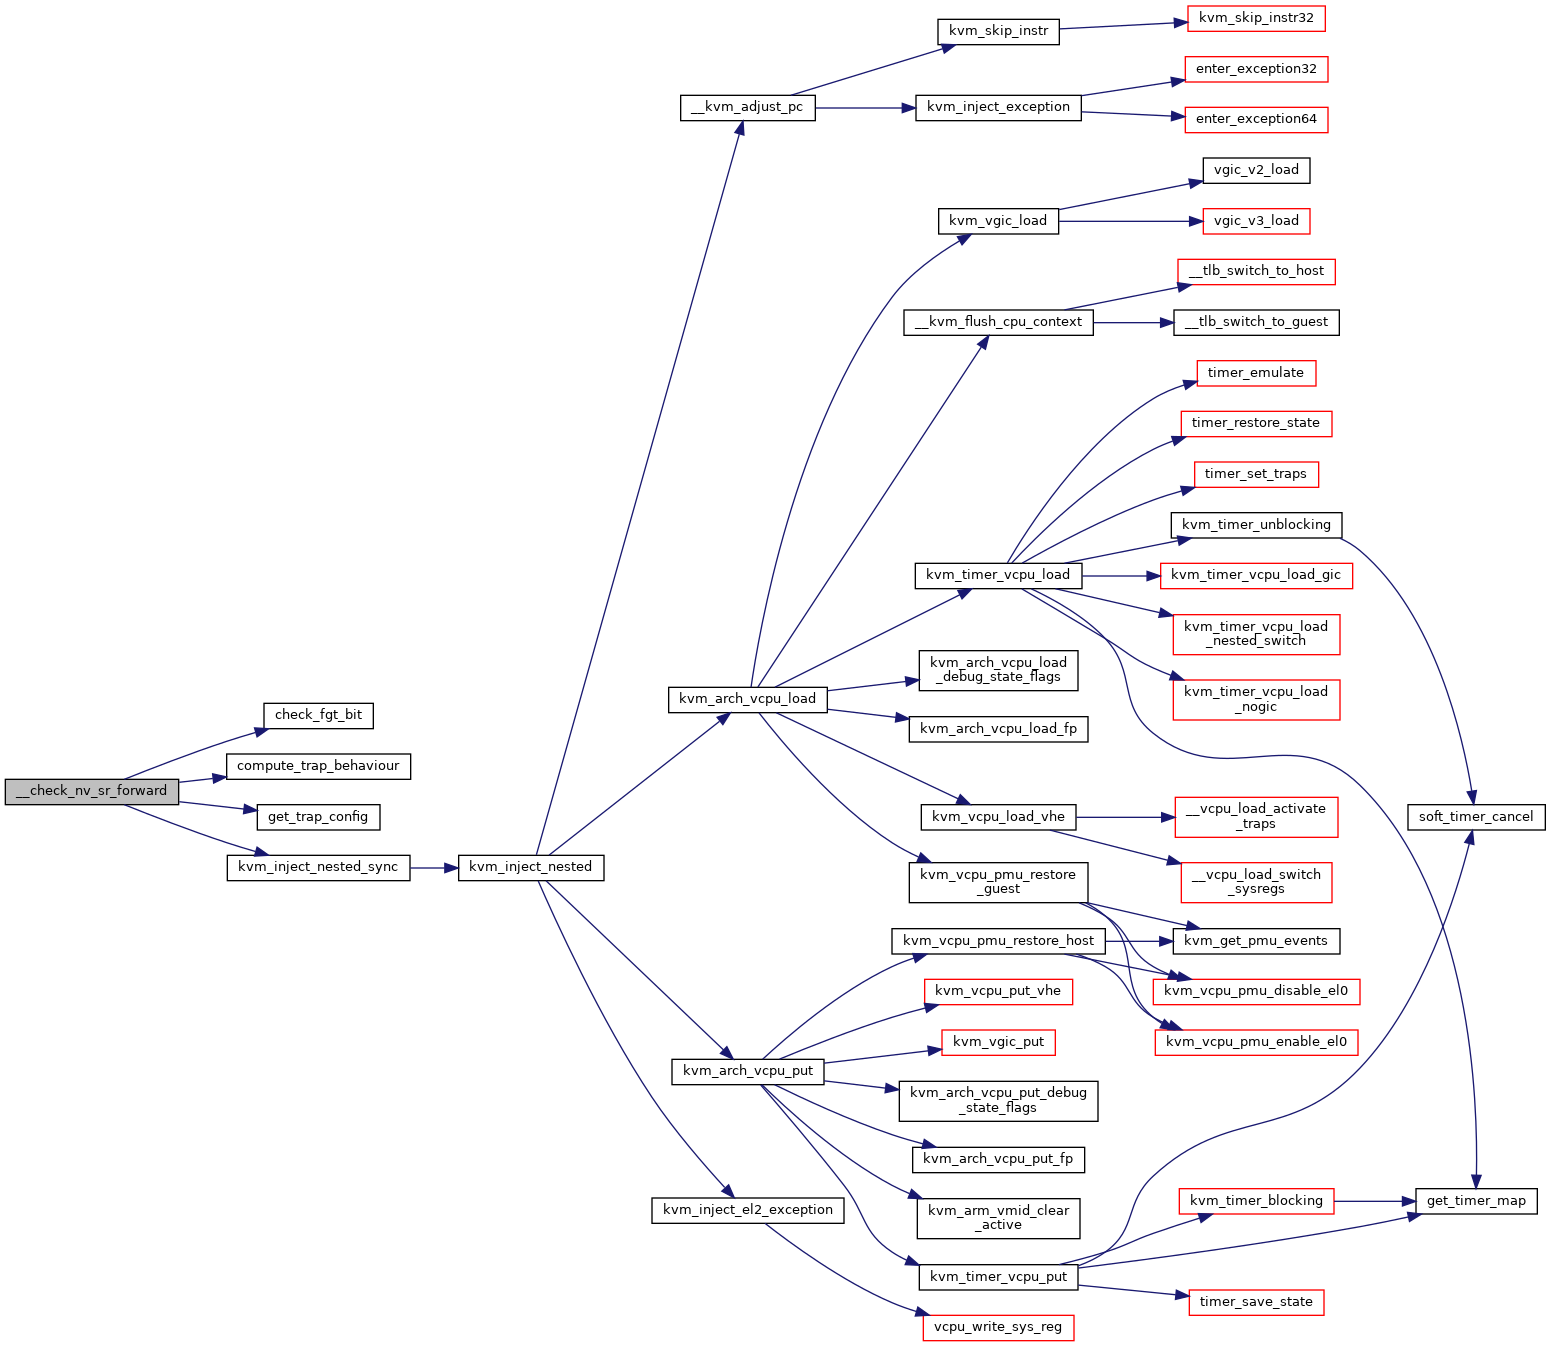 kvm_skip_instr32
kvm_skip_instr
enter_exception32
__kvm_adjust_pc
kvm_inject_exception
enter_exception64
vgic_v2_load
kvm_vgic_load
vgic_v3_load
__tlb_switch_to_host
__kvm_flush_cpu_context
__tlb_switch_to_guest
timer_emulate
timer_restore_state
timer_set_traps
kvm_timer_unblocking
kvm_timer_vcpu_load
kvm_timer_vcpu_load_gic
kvm_timer_vcpu_load
_nested_switch
kvm_arch_vcpu_load
_debug_state_flags
kvm_timer_vcpu_load
_nogic
kvm_arch_vcpu_load
kvm_arch_vcpu_load_fp
check_fgt_bit
compute_trap_behaviour
__check_nv_sr_forward
get_trap_config
kvm_vcpu_load_vhe
__vcpu_load_activate
_traps
soft_timer_cancel
kvm_inject_nested_sync
kvm_inject_nested
kvm_vcpu_pmu_restore
_guest
__vcpu_load_switch
_sysregs
kvm_vcpu_pmu_restore_host
kvm_get_pmu_events
kvm_vcpu_put_vhe
kvm_vcpu_pmu_disable_el0
kvm_vgic_put
kvm_vcpu_pmu_enable_el0
kvm_arch_vcpu_put
kvm_arch_vcpu_put_debug
_state_flags
kvm_arch_vcpu_put_fp
kvm_inject_el2_exception
kvm_arm_vmid_clear
_active
kvm_timer_blocking
get_timer_map
kvm_timer_vcpu_put
timer_save_state
vcpu_write_sys_reg